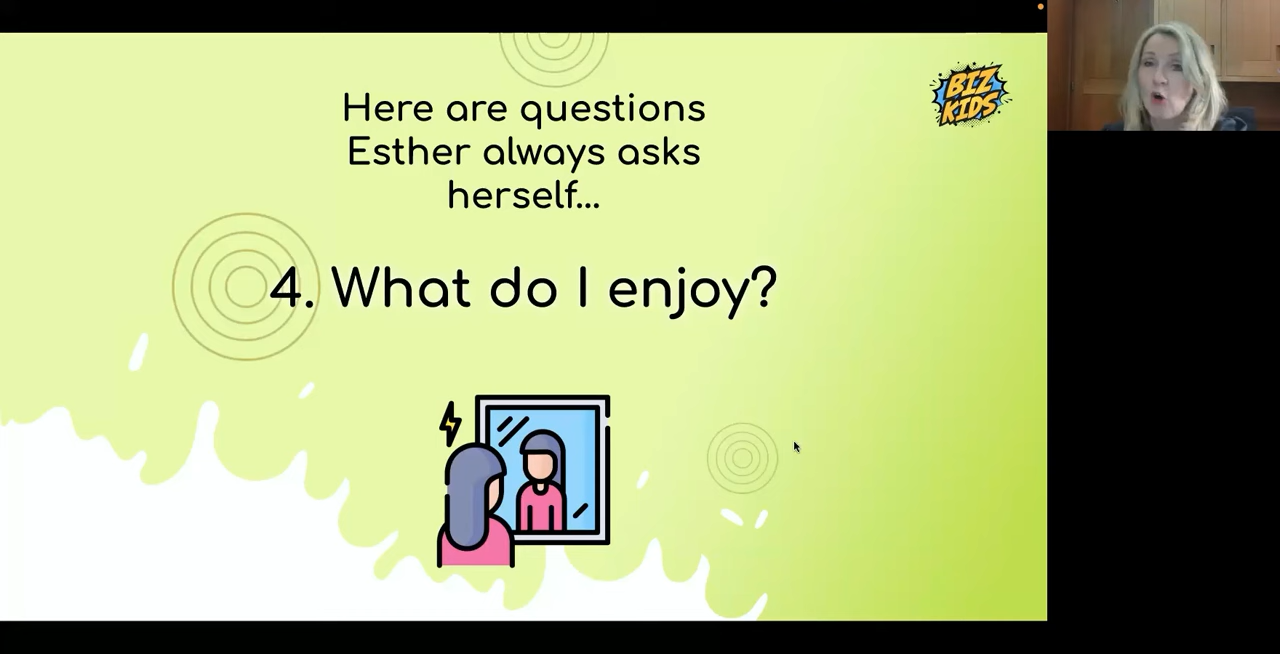 Here are questions
Esther always asks
herself...
4. What do I enjoy?
BIZ
KIDS